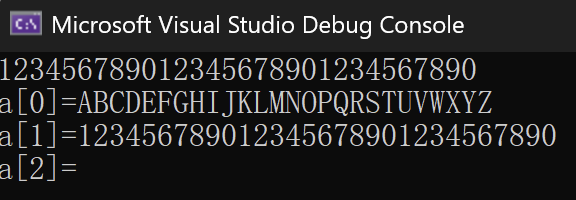 Microsoft Visual Studio Debug Console
123456789012345678901234567890
a[0]=ABCDEFGHIJKLMNOPQRSTUVWXYZ
a[1]=123456789012345678901234567890
a[2]=